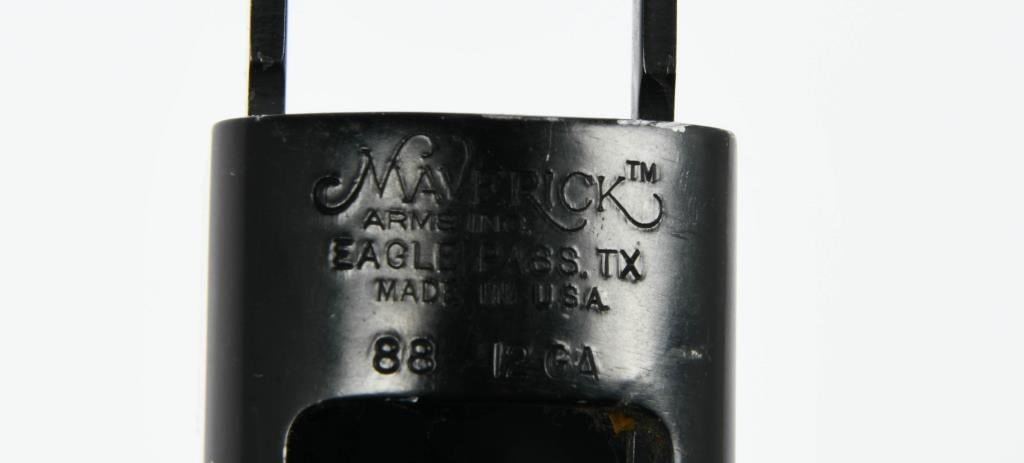 MAVERICK™
ARMS INC.
EAGLE PASS, TX
MADE IN U.S.A.
88 12 GA